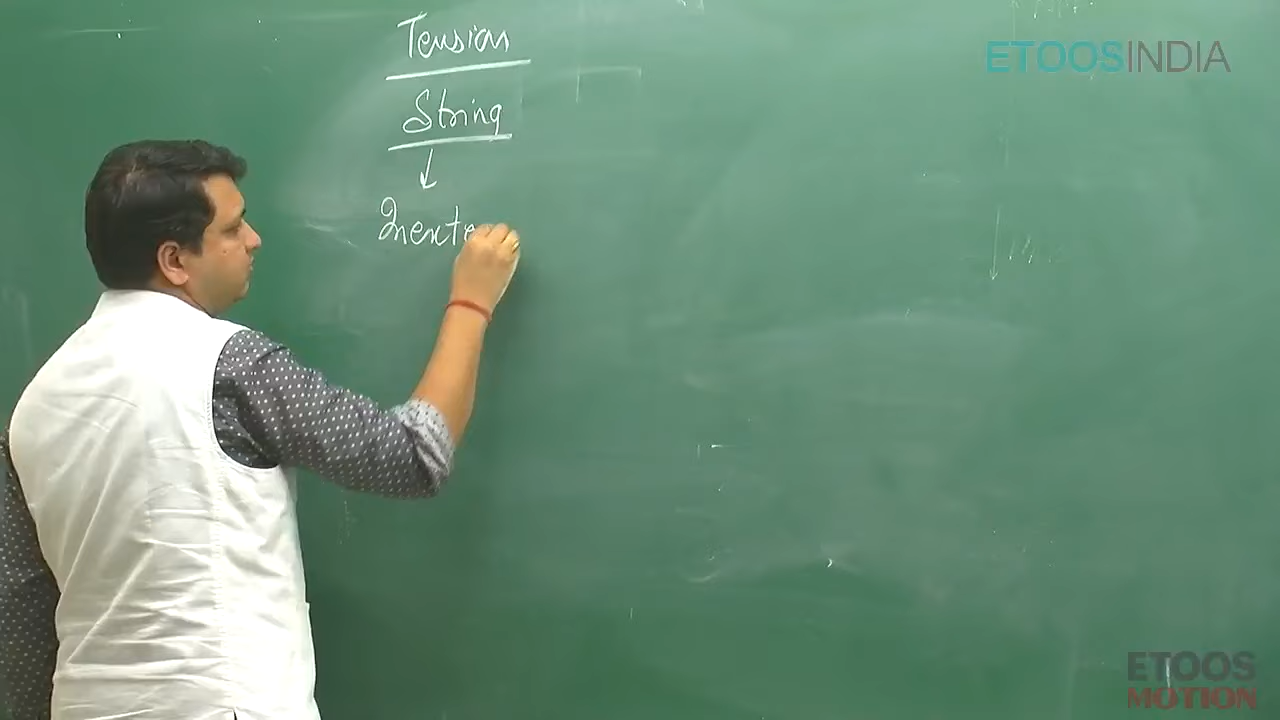 Tension
ETOOSINDIA
String
↓
Inexte
ETOOS
MOTION